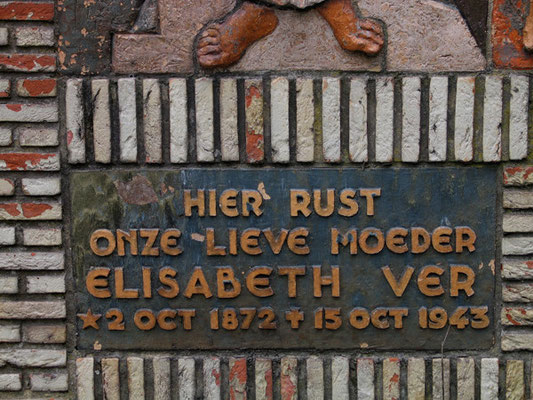 HIER RUST
ONZE LIEVE MOEDER
ELISABETH VER
★2 OCT 1872 ✝ 15 OCT 1943